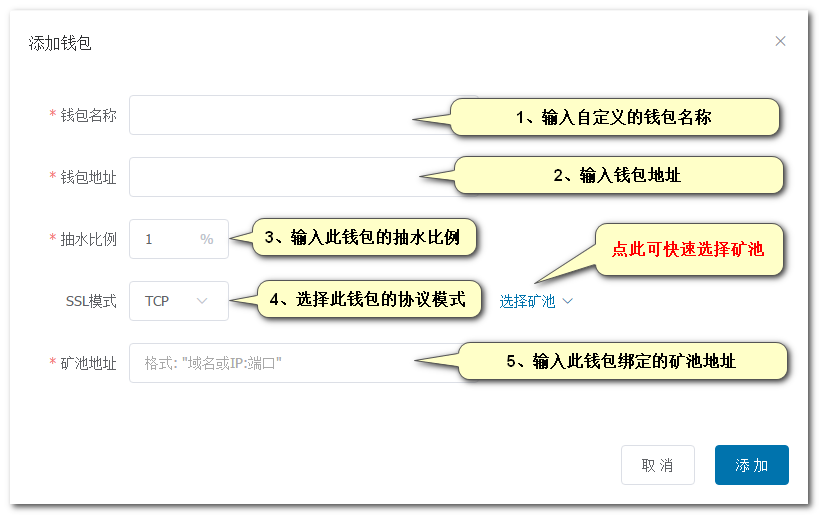 添加钱包
* 钱包名称
1、输入自定义的钱包名称
* 钱包地址
2、输入钱包地址
* 抽水比例 1 %
3、输入此钱包的抽水比例
点此可快速选择矿池
SSL模式 TCP
4、选择此钱包的协议模式
选择矿池
* 矿池地址 格式: "域名或IP:端口"
5、输入此钱包绑定的矿池地址
取 消 添 加